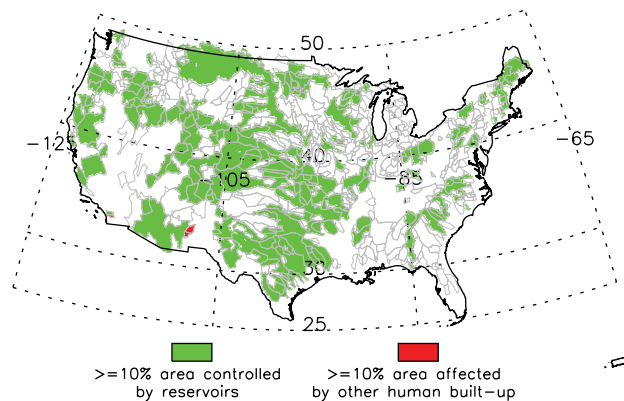 50
-125
-65
40
105
-85
30
25
>=10% area controlled
by reservoirs
>=10% area affected
by other human built-up